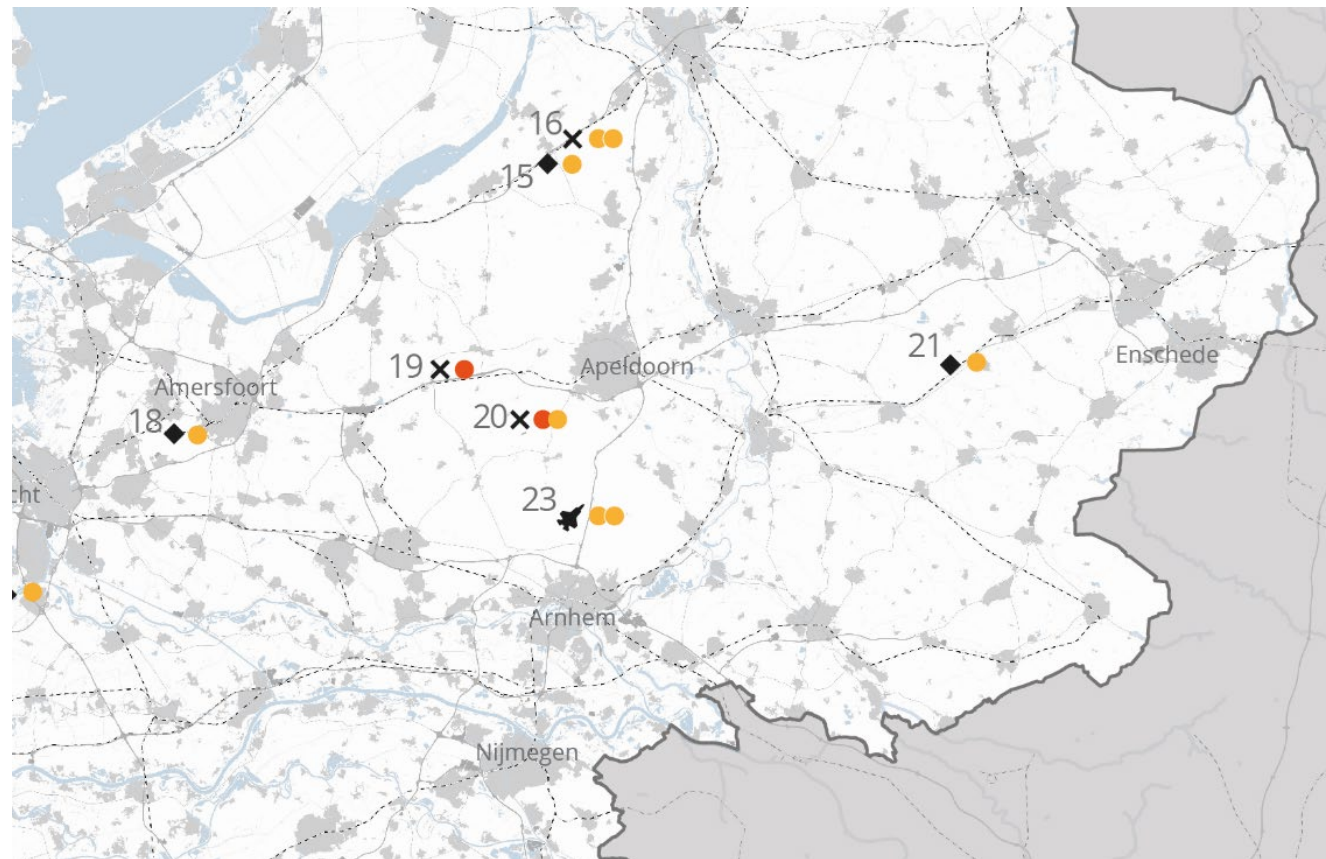 16
15
19
Apeldoorn
21
Enschede
Amersfoort
18
20
cht
23
Arnhem
Nijmegen